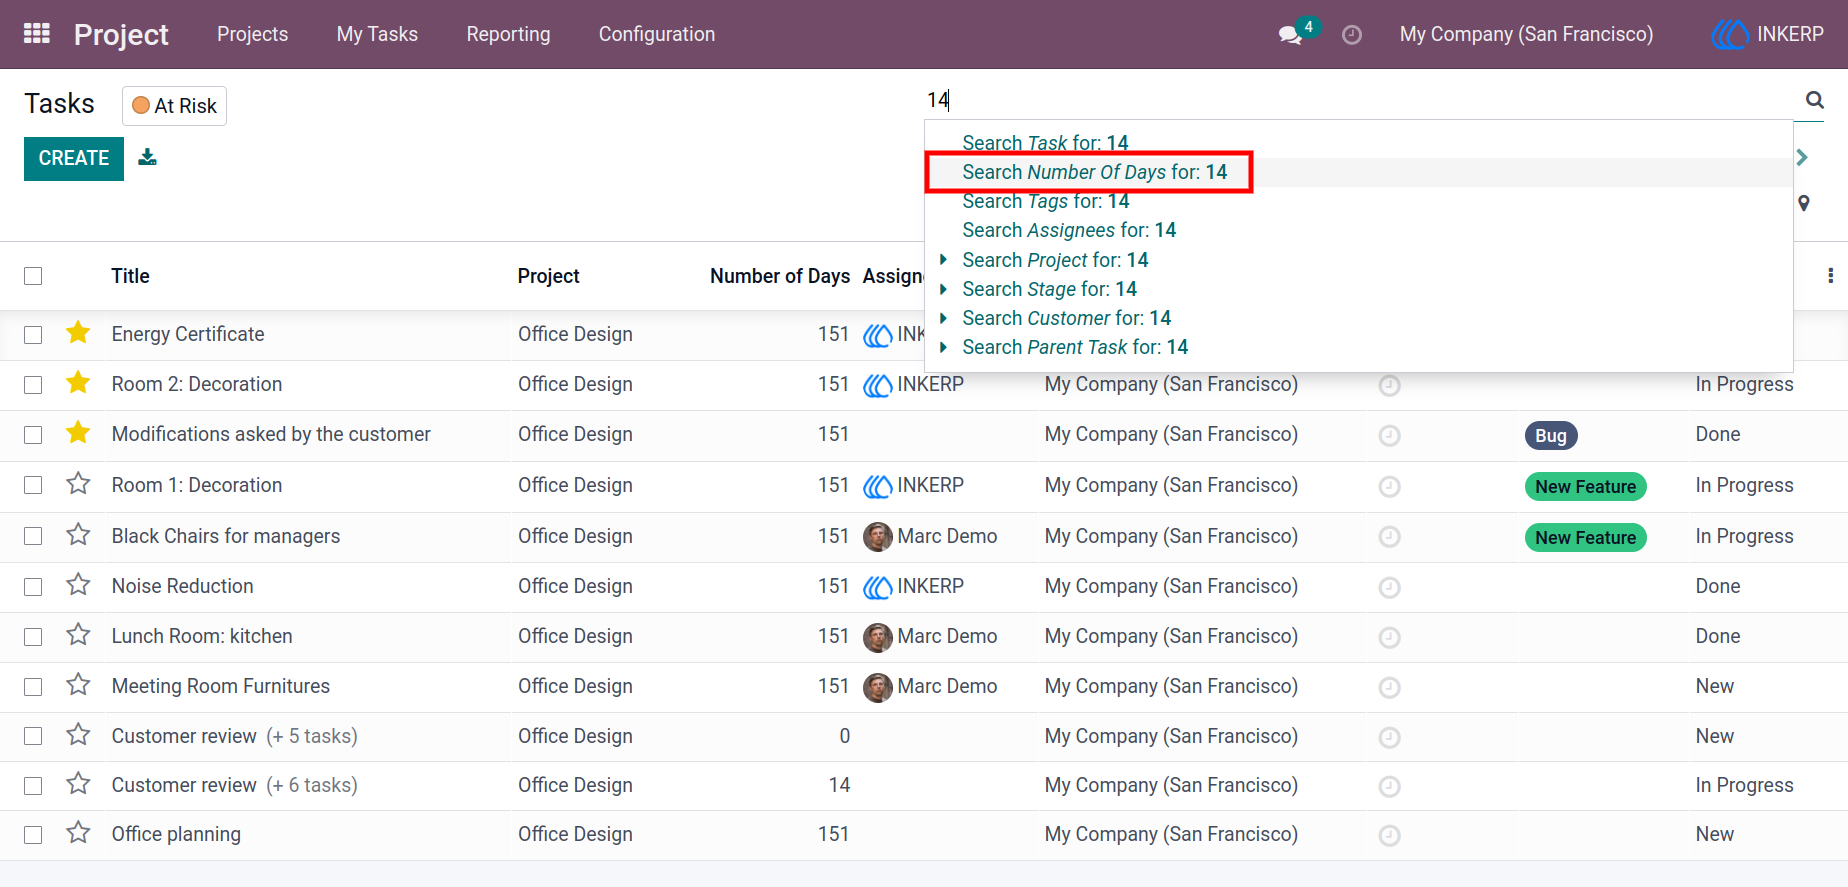 Project Projects My Tasks Reporting Configuration 4 My Company (San Francisco) INKERP
Tasks At Risk 14
CREATE
Search Task for: 14
Search Number Of Days for: 14
Search Tags for: 14
Search Assignees for: 14
Search Project for: 14
Search Stage for: 14
Search Customer for: 14
Search Parent Task for: 14
Title Project Number of Days Assign
Energy Certificate Office Design 151 INK
Room 2: Decoration Office Design 151 INKERP My Company (San Francisco) In Progress
Modifications asked by the customer Office Design 151 My Company (San Francisco) Bug Done
Room 1: Decoration Office Design 151 INKERP My Company (San Francisco) New Feature In Progress
Black Chairs for managers Office Design 151 Marc Demo My Company (San Francisco) New Feature In Progress
Noise Reduction Office Design 151 INKERP My Company (San Francisco) Done
Lunch Room: kitchen Office Design 151 Marc Demo My Company (San Francisco) Done
Meeting Room Furnitures Office Design 151 Marc Demo My Company (San Francisco) New
Customer review (+ 5 tasks) Office Design 0 My Company (San Francisco) New
Customer review (+ 6 tasks) Office Design 14 My Company (San Francisco) In Progress
Office planning Office Design 151 My Company (San Francisco) New